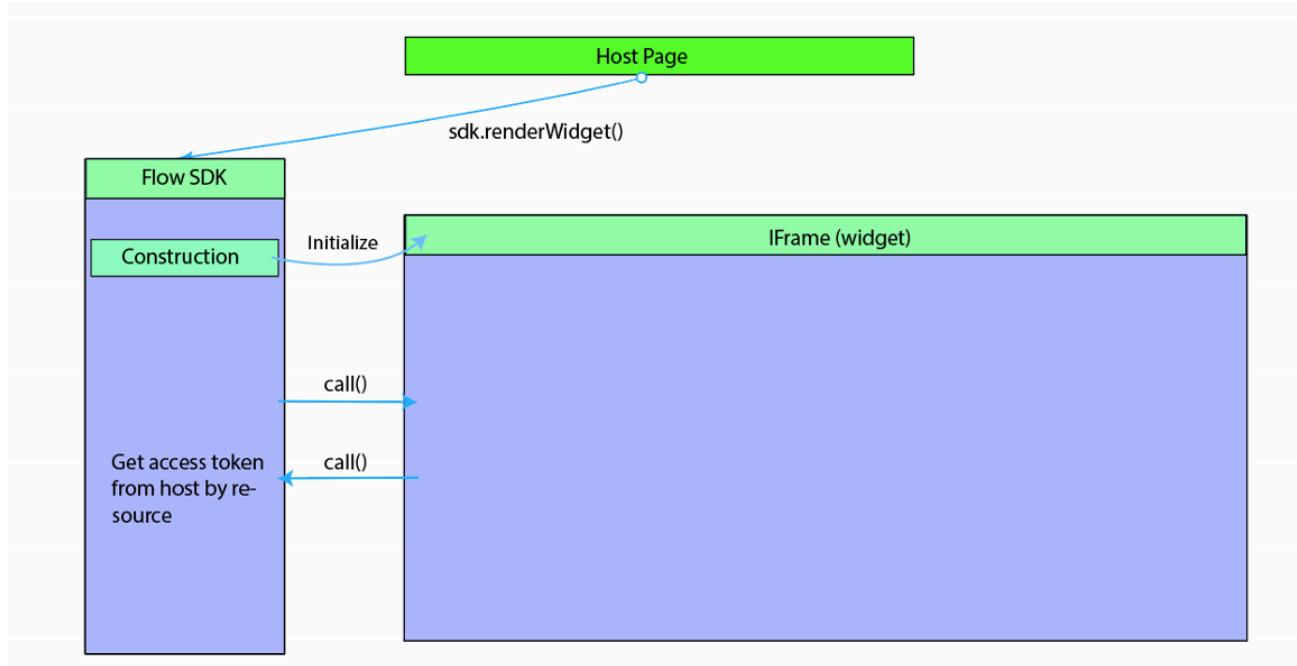 Host Page
sdk.renderWidget()
Flow SDK
Construction
Initialize
IFrame (widget)
call()
call()
Get access token
from host by re-
source